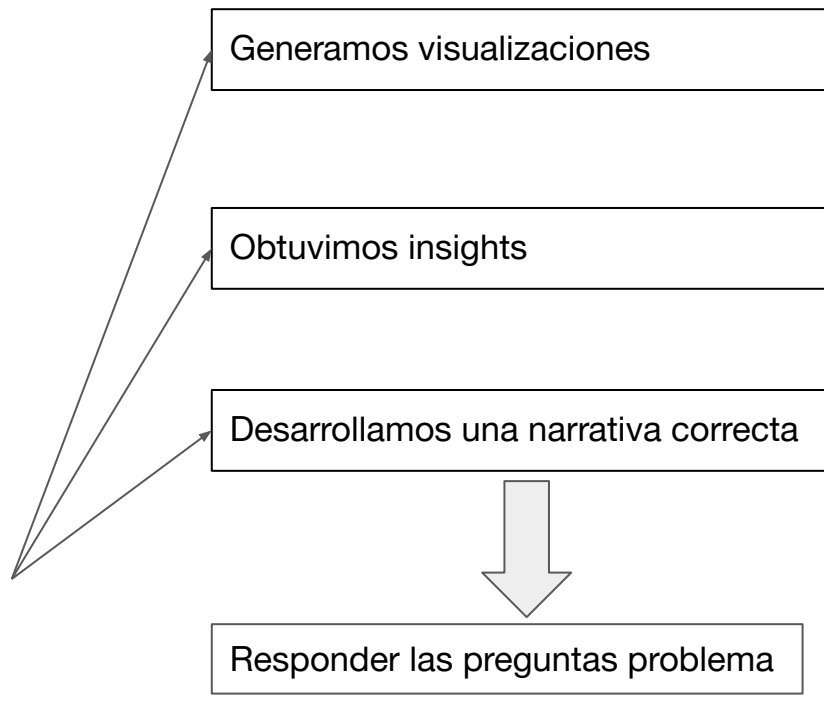 Generamos visualizaciones
Obtuvimos insights
Desarrollamos una narrativa correcta
Responder las preguntas problema